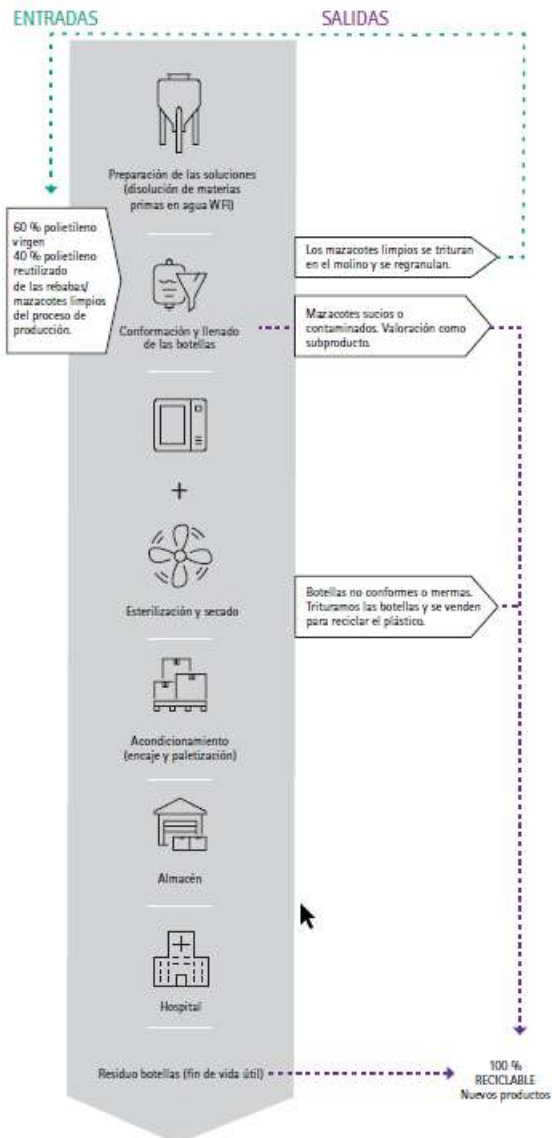 ENTRADAS
SALIDAS
Preparación de las soluciones
(disolución de materias
primas en agua WFI)
60 % polietileno
virgen
40 % polietileno
reutilizado
de las rebabas/
mazacotes limpios
del proceso de
producción.
Los mazacotes limpios se trituran
en el molino y se regranulan.
Conformación y llenado
de las botellas
Mazacotes sucios o
contaminados. Valoración como
subproducto.
+
Esterilización y secado
Botellas no conformes o mermas.
Trituramos las botellas y se venden
para reciclar el plástico.
Acondicionamiento
(encaje y paletización)
Almacén
Hospital
Residuo botellas (fin de vida útil)
100 %
RECICLABLE
Nuevos productos